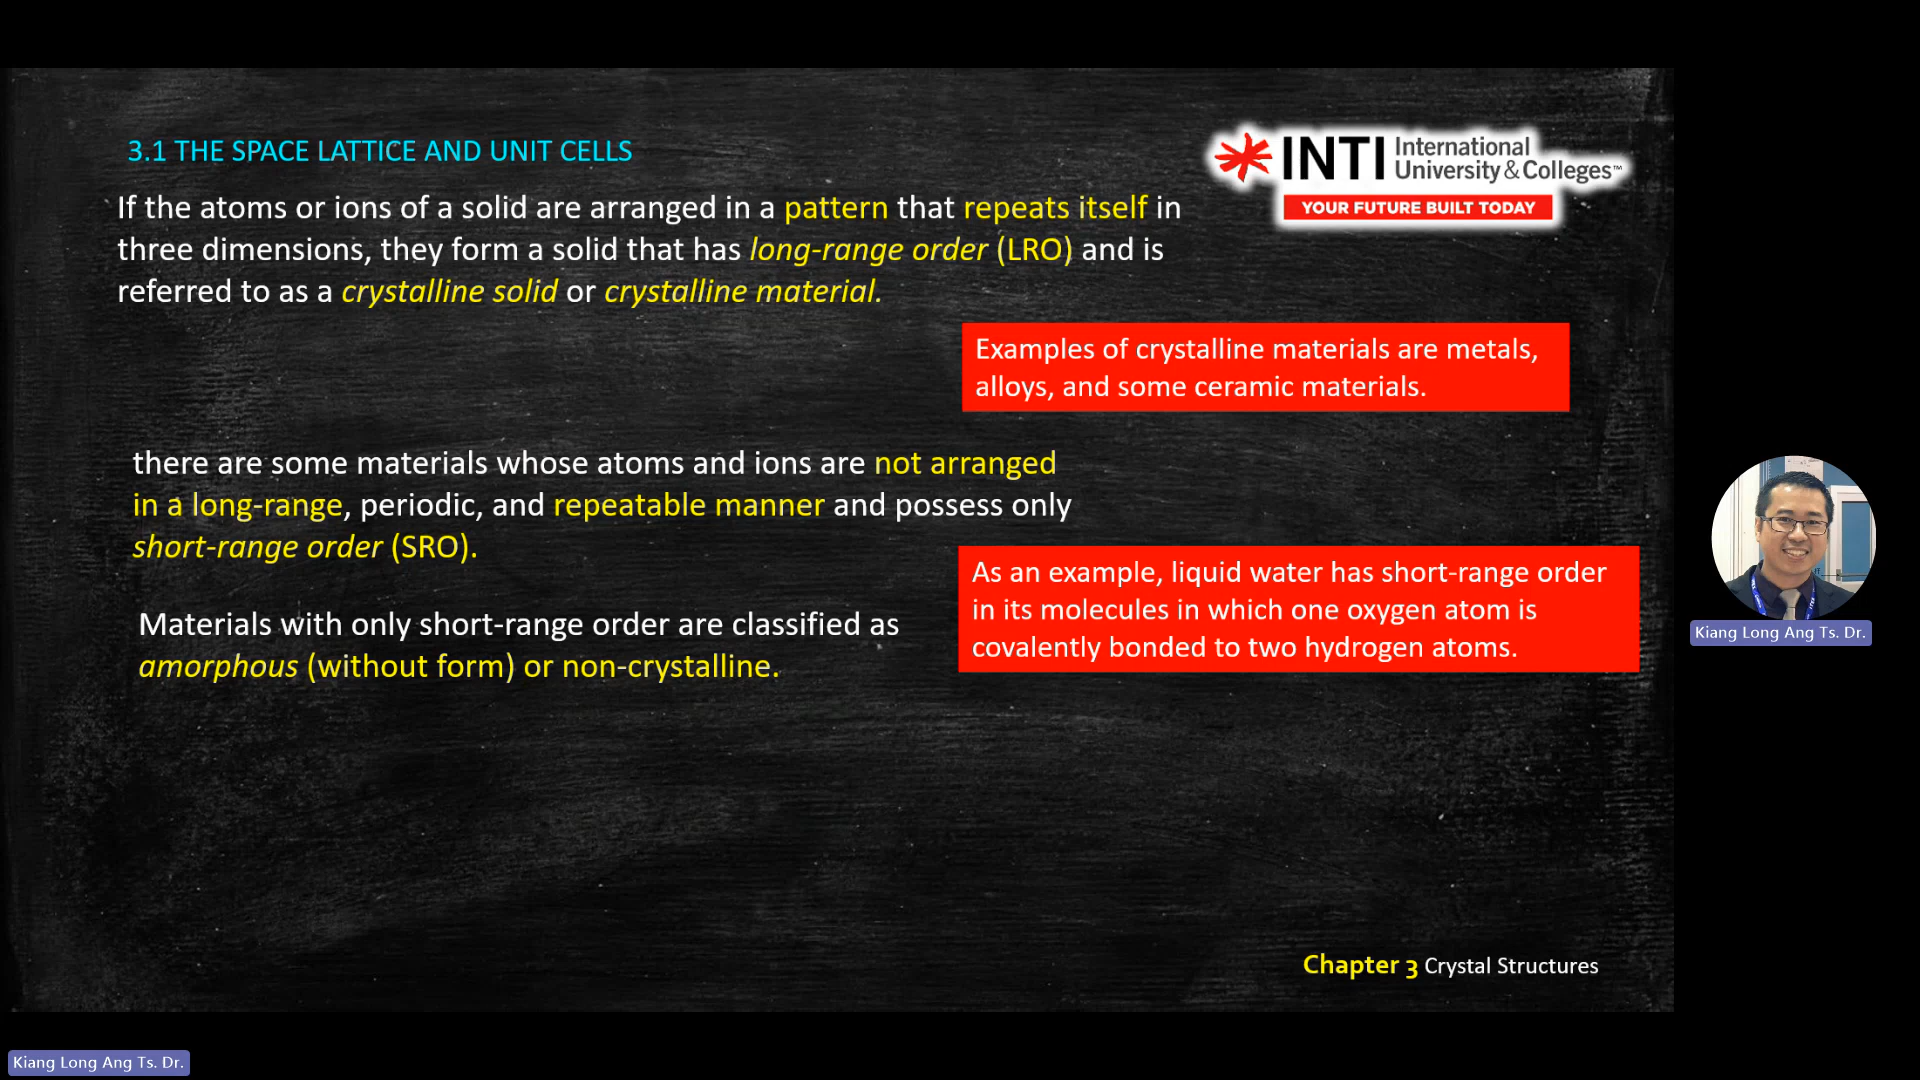 3.1 THE SPACE LATTICE AND UNIT CELLS
INTI International
University & Colleges™
YOUR FUTURE BUILT TODAY
If the atoms or ions of a solid are arranged in a pattern that repeats itself in
three dimensions, they form a solid that has long-range order (LRO) and is
referred to as a crystalline solid or crystalline material.
Examples of crystalline materials are metals,
alloys, and some ceramic materials.
there are some materials whose atoms and ions are not arranged
in a long-range, periodic, and repeatable manner and possess only
short-range order (SRO).
As an example, liquid water has short-range order
in its molecules in which one oxygen atom is
covalently bonded to two hydrogen atoms.
Materials with only short-range order are classified as
amorphous (without form) or non-crystalline.
Kiang Long Ang Ts. Dr.
Chapter 3 Crystal Structures
Kiang Long Ang Ts. Dr.